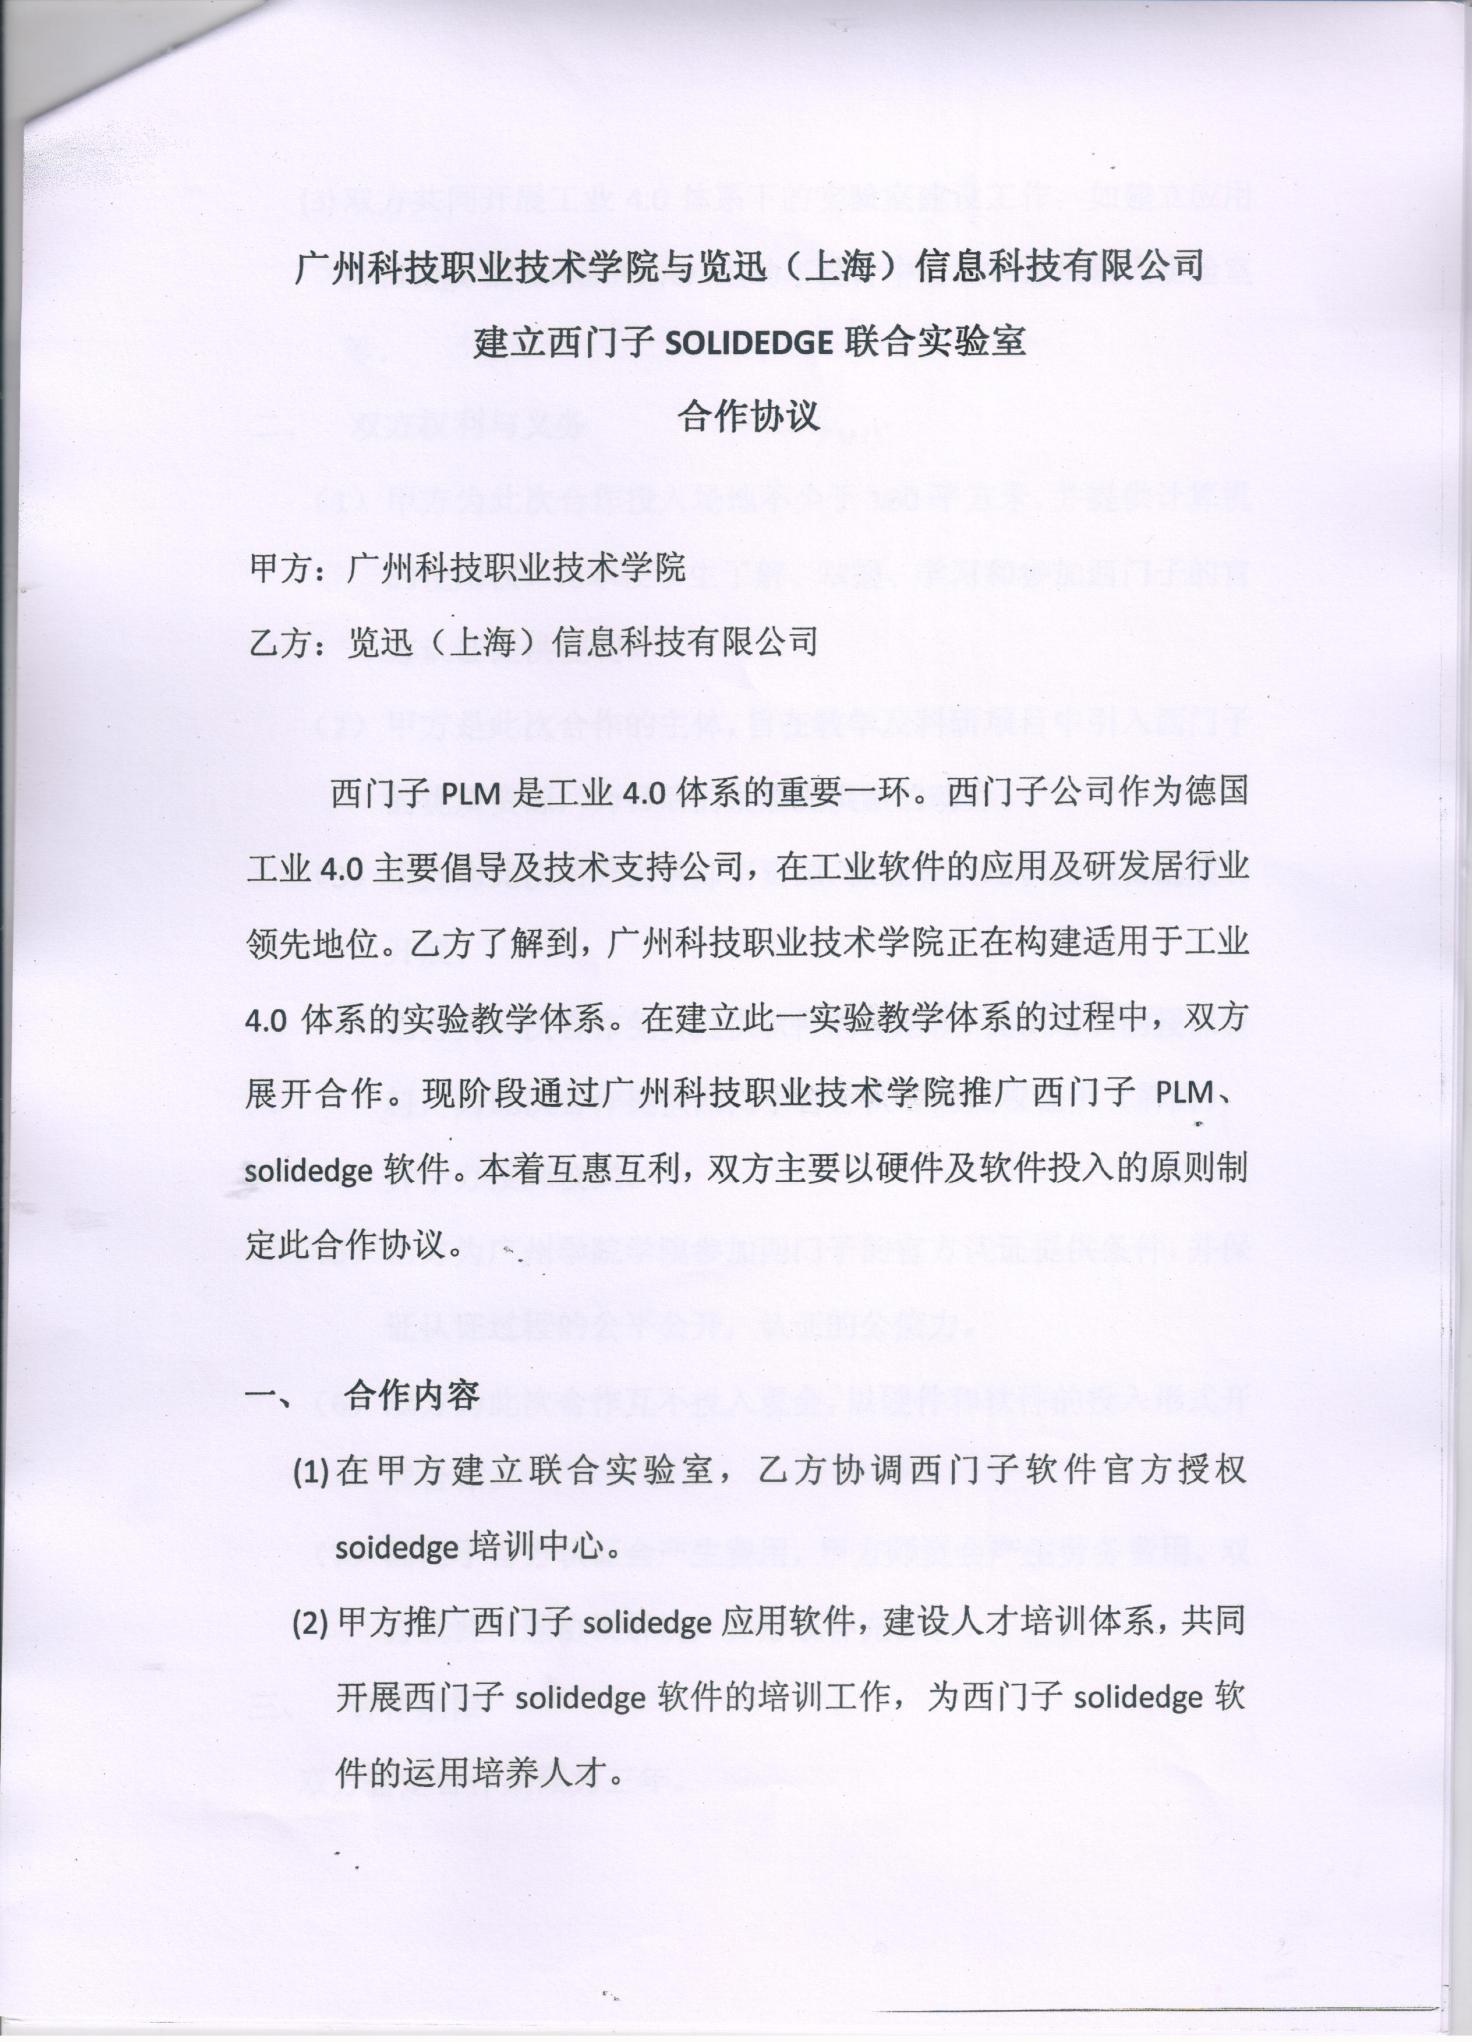 广州科技职业技术学院与览迅（上海）信息科技有限公司
建立西门子 SOLIDEDGE 联合实验室
合作协议
甲方：广州科技职业技术学院
乙方：览迅（上海）信息科技有限公司
西门子 PLM 是工业 4.0 体系的重要一环。西门子公司作为德国
工业 4.0 主要倡导及技术支持公司，在工业软件的应用及研发居行业
领先地位。乙方了解到，广州科技职业技术学院正在构建适用于工业
4.0 体系的实验教学体系。在建立此一实验教学体系的过程中，双方
展开合作。现阶段通过广州科技职业技术学院推广西门子 PLM、
solidedge 软件。本着互惠互利，双方主要以硬件及软件投入的原则制
定此合作协议。
一、 合作内容
(1) 在甲方建立联合实验室，乙方协调西门子软件官方授权
soidedge 培训中心。
(2) 甲方推广西门子 solidedge 应用软件，建设人才培训体系，共同
开展西门子 solidedge 软件的培训工作，为西门子 solidedge 软
件的运用培养人才。